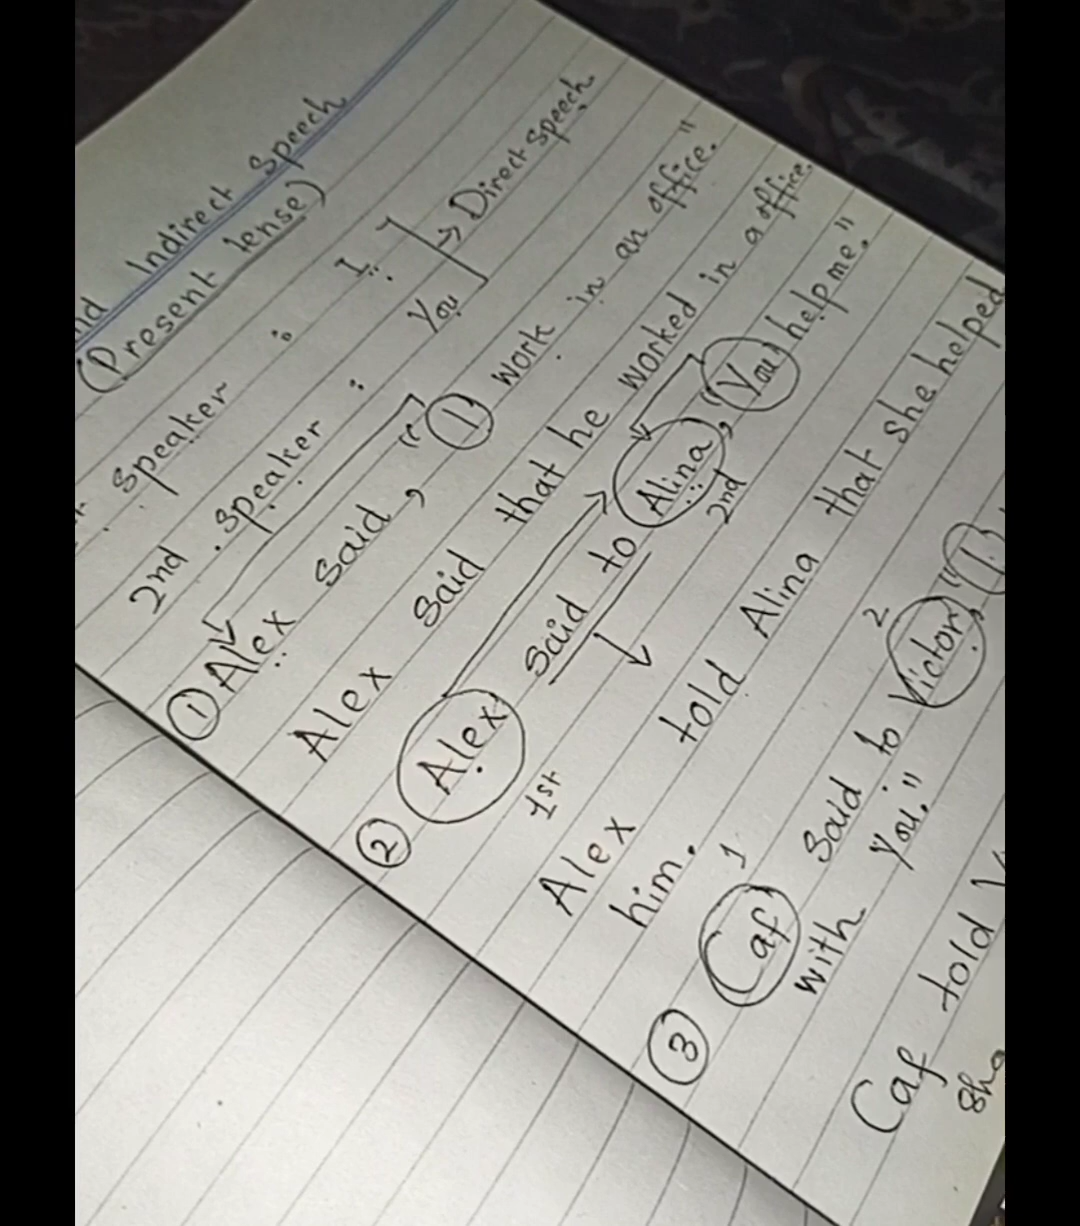 Indirect Speech
(Present tense)
speaker : I
2nd speaker : You → Direct speech
① Alex said, "I work in an office."
Alex said that he worked in a office.
② Alex said to Alina, "You help me."
1st 2nd
Alex told Alina that she helped
him.
1 2
③ Caf said to Victor, "I
with you."
Caf told